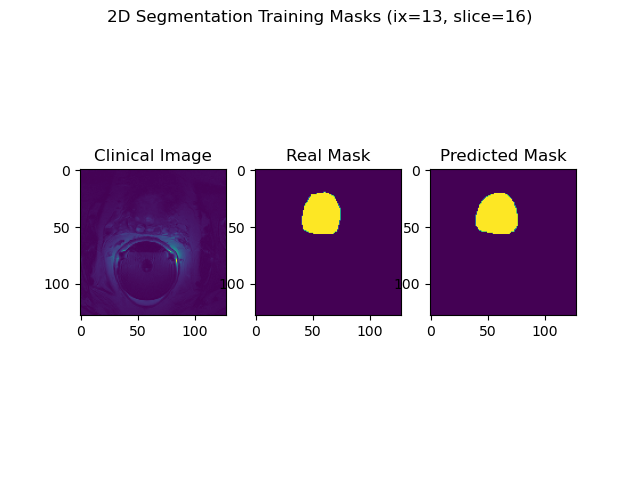 2D Segmentation Training Masks (ix=13, slice=16)
Clinical Image Real Mask Predicted Mask
0 0 0
50 50 50
100 100 100
0 50 100 0 50 100 0 50 100